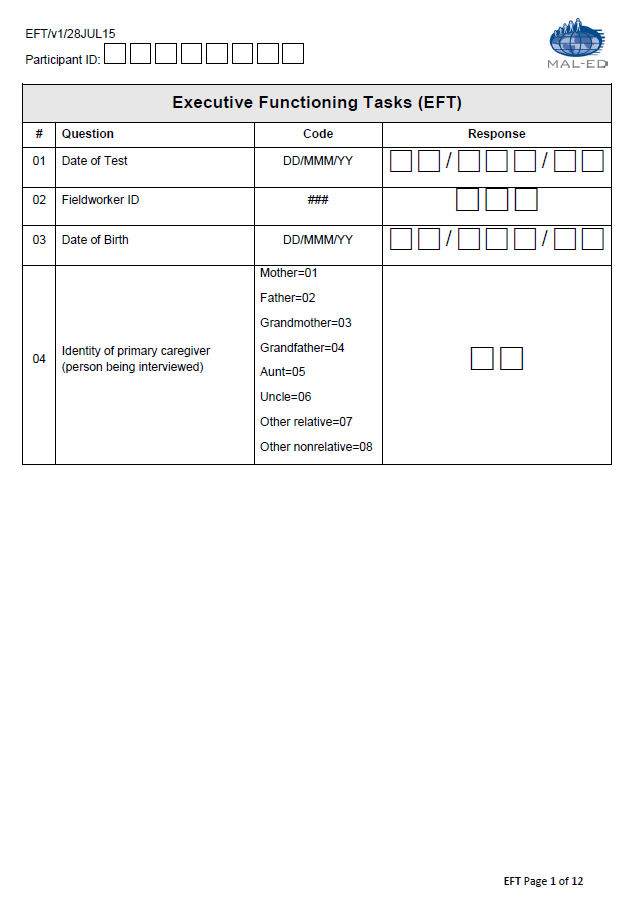 EFT/v1/28JUL15
Participant ID:
MAL-ED
Executive Functioning Tasks (EFT)
# Question Code Response
01 Date of Test DD/MMM/YY / /
02 Fieldworker ID ###
03 Date of Birth DD/MMM/YY / /
04 Identity of primary caregiver
(person being interviewed)
Mother=01
Father=02
Grandmother=03
Grandfather=04
Aunt=05
Uncle=06
Other relative=07
Other nonrelative=08
EFT Page 1 of 12